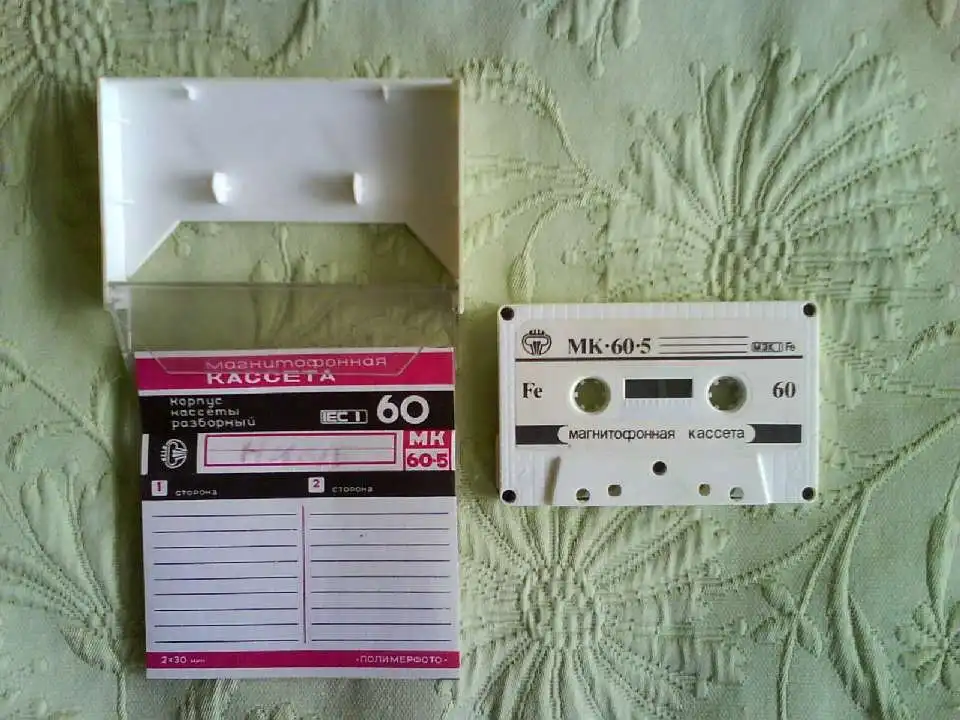 магнитофонная
КАССЕТА
корпус
кассеты
разборный
IEC I 60
МК
60-5
1 сторона
2 сторона
2×30 мин
·ПОЛИМЕРФОТО·
МК·60·5
МЭК I Fe
Fe
60
магнитофонная кассета